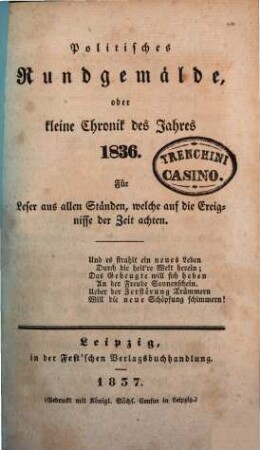 Politisches
Rundgemälde,
oder
kleine Chronik des Jahres
1836.
TRENCHINI
CASINO.
Für
Leser aus allen Ständen, welche auf die Ereig-
nisse der Zeit achten.
Und es strahlt ein neues Leben
Durch die heit're Welt herein;
Das Gebeugte will sich heben
An der Freude Sonnenschein.
Ueber der Zerstörung Trümmern
Will die neue Schöpfung schimmern!
Leipzig,
in der Fest'schen Verlagsbuchhandlung.
1837.
(Gedruckt mit Königl. Sächs. Censur in Leipzig.)